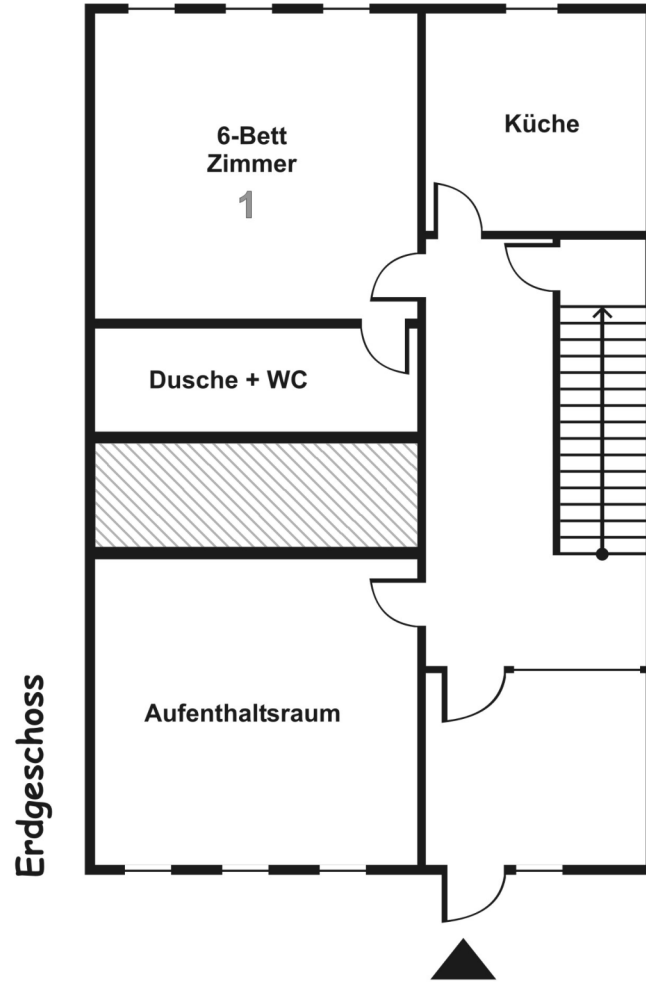 6-Bett
Zimmer
1
Küche
Dusche + WC
Aufenthaltsraum
Erdgeschoss